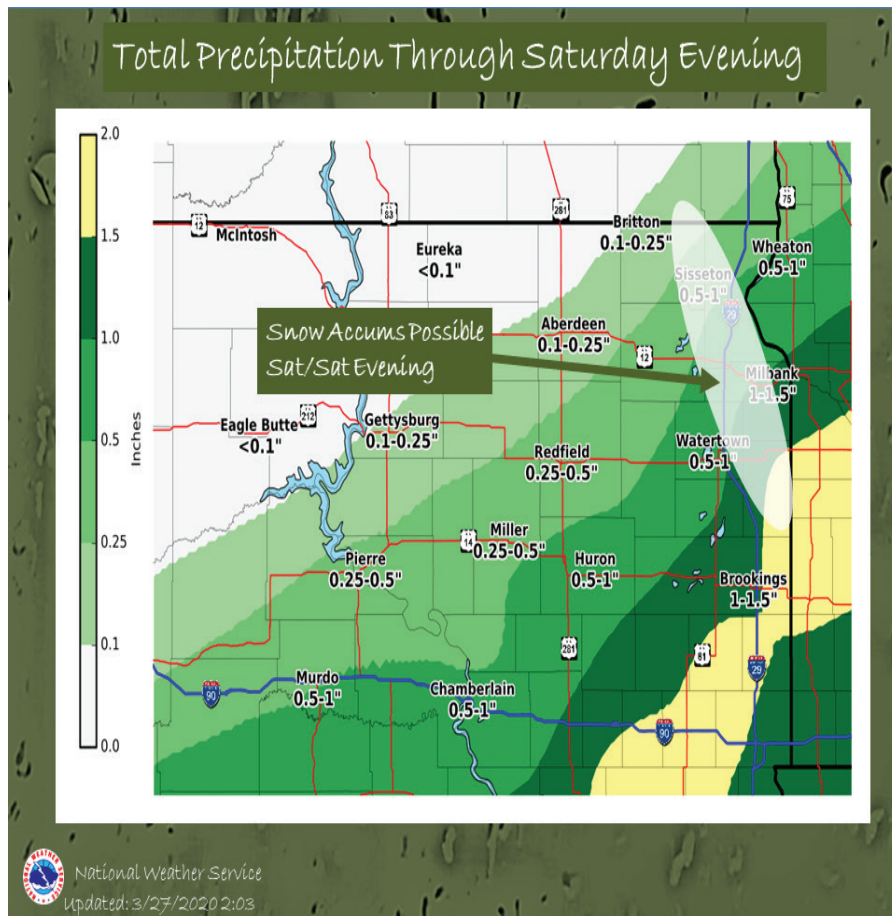 Total Precipitation Through Saturday Evening
2.0
1.5
1.0
0.5
0.25
0.1
0.0
Inches
12
83
281
75
McIntosh
Eureka
<0.1"
Britton
0.1-0.25"
Wheaton
0.5-1"
Sisseton
0.5-1"
29
Snow Accums Possible
Sat/Sat Evening
Aberdeen
0.1-0.25"
12
Milbank
1-1.5"
Eagle Butte
<0.1"
212
Gettysburg
0.1-0.25"
Redfield
0.25-0.5"
Watertown
0.5-1"
14
Miller
0.25-0.5"
Pierre
0.25-0.5"
Huron
0.5-1"
Brookings
1-1.5"
281
81
29
90
Murdo
0.5-1"
Chamberlain
0.5-1"
90
NATIONAL WEATHER SERVICE
National Weather Service
Updated: 3/27/2020 2:03